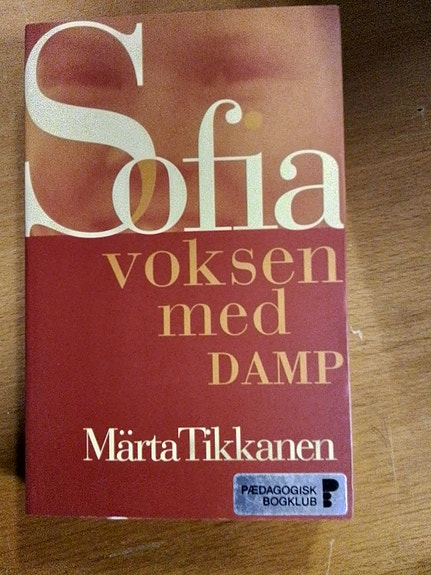 Sofia
voksen
med
DAMP
Märta Tikkanen
PÆDAGOGISK
BOGKLUB